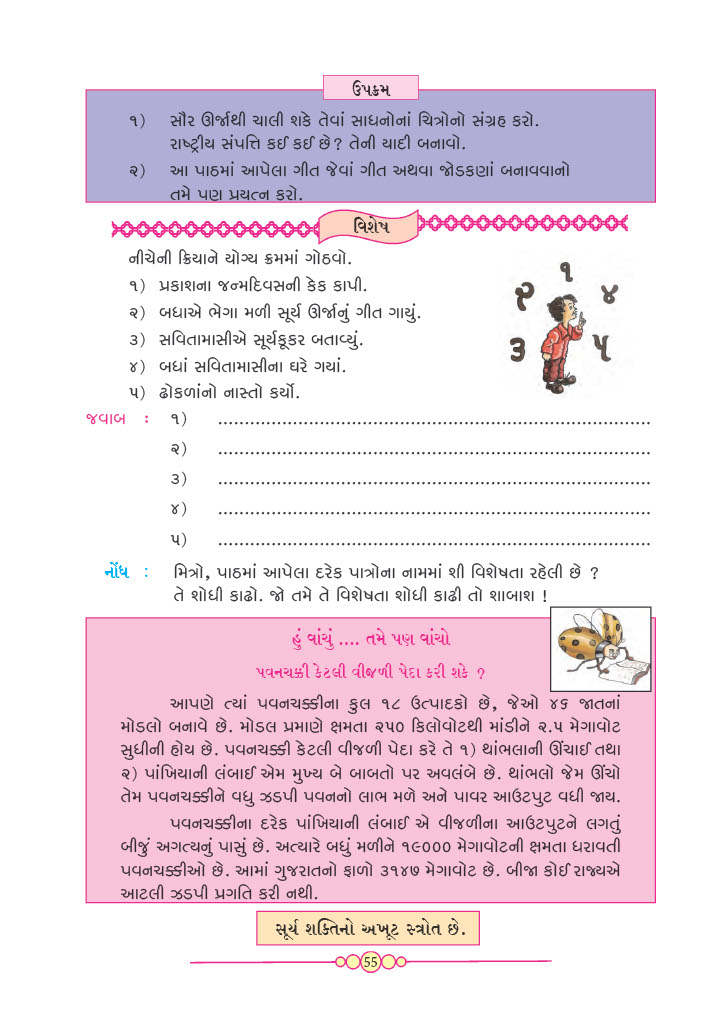 ઉપક્રમ
૧) સૌર ઊર્જાથી ચાલી શકે તેવાં સાધનોનાં ચિત્રોનો સંગ્રહ કરો.
રાષ્ટ્રીય સંપત્તિ કઈ કઈ છે? તેની યાદી બનાવો.
૨) આ પાઠમાં આપેલા ગીત જેવાં ગીત અથવા જોડકણાં બનાવવાનો
તમે પણ પ્રયત્ન કરો.
વિશેષ
નીચેની ક્રિયાને યોગ્ય ક્રમમાં ગોઠવો.
૧) પ્રકાશના જન્મદિવસની કેક કાપી.
૨) બધાએ ભેગા મળી સૂર્ય ઊર્જાનું ગીત ગાયું.
૩) સવિતામાસીએ સૂર્યકૂકર બતાવ્યું.
૪) બધાં સવિતામાસીના ઘરે ગયાં.
૫) ઢોકળાંનો નાસ્તો કર્યો.
૧
૨ ૪
૩ ૫
જવાબ : ૧) ................................................................................
૨) ................................................................................
૩) ................................................................................
૪) ................................................................................
૫) ................................................................................
નોંધ : મિત્રો, પાઠમાં આપેલા દરેક પાત્રોના નામમાં શી વિશેષતા રહેલી છે ?
તે શોધી કાઢો. જો તમે તે વિશેષતા શોધી કાઢી તો શાબાશ !
હું વાંચું .... તમે પણ વાંચો
પવનચક્કી કેટલી વીજળી પેદા કરી શકે ?
આપણે ત્યાં પવનચક્કીના કુલ ૧૮ ઉત્પાદકો છે, જેઓ ૪૬ જાતનાં
મોડલો બનાવે છે. મોડલ પ્રમાણે ક્ષમતા ૨૫૦ કિલોવોટથી માંડીને ૨.૫ મેગાવોટ
સુધીની હોય છે. પવનચક્કી કેટલી વીજળી પેદા કરે તે ૧) થાંભલાની ઊંચાઈ તથા
૨) પાંખિયાની લંબાઈ એમ મુખ્ય બે બાબતો પર અવલંબે છે. થાંભલો જેમ ઊંચો
તેમ પવનચક્કીને વધુ ઝડપી પવનનો લાભ મળે અને પાવર આઉટપુટ વધી જાય.
પવનચક્કીના દરેક પાંખિયાની લંબાઈ એ વીજળીના આઉટપુટને લગતું
બીજું અગત્યનું પાસું છે. અત્યારે બધું મળીને ૧૯૦૦૦ મેગાવોટની ક્ષમતા ધરાવતી
પવનચક્કીઓ છે. આમાં ગુજરાતનો ફાળો ૩૧૪૭ મેગાવોટ છે. બીજા કોઈ રાજ્યએ
આટલી ઝડપી પ્રગતિ કરી નથી.
સૂર્ય શક્તિનો અખૂટ સ્ત્રોત છે.
55